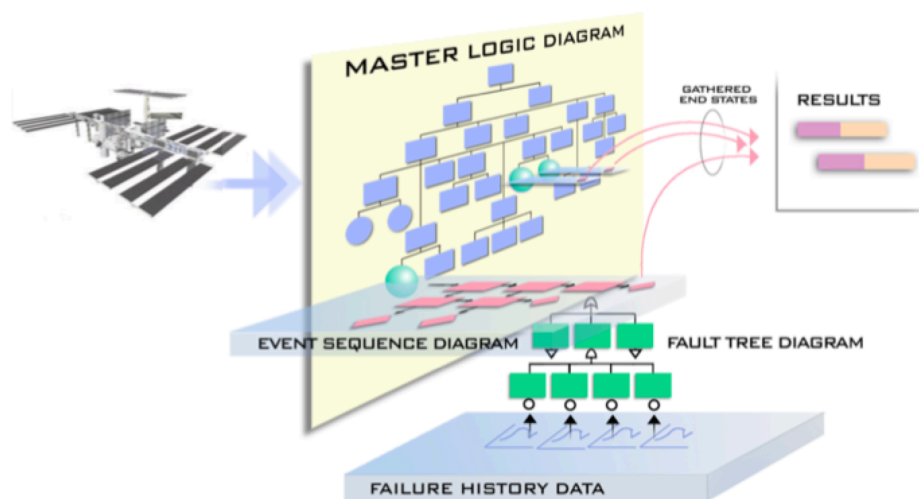 MASTER LOGIC DIAGRAM
GATHERED
END STATES
RESULTS
EVENT SEQUENCE DIAGRAM
FAULT TREE DIAGRAM
FAILURE HISTORY DATA